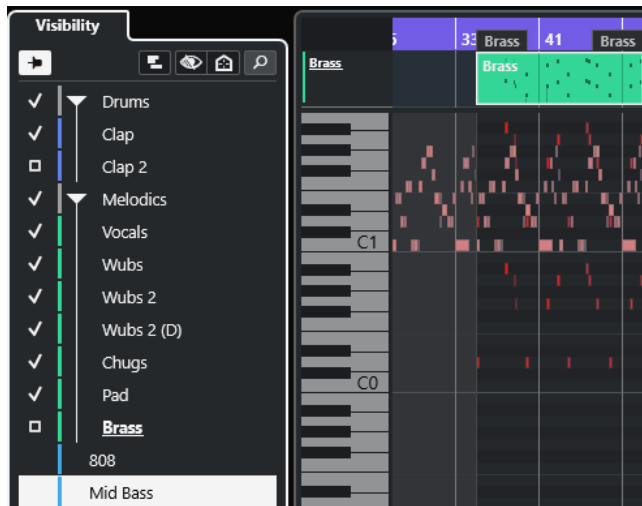 Visibility
Drums
Clap
Clap 2
Melodics
Vocals
Wubs
Wubs 2
Wubs 2 (D)
Chugs
Pad
Brass
808
Mid Bass
33 Brass 41 Brass
Brass
Brass
C1
C0